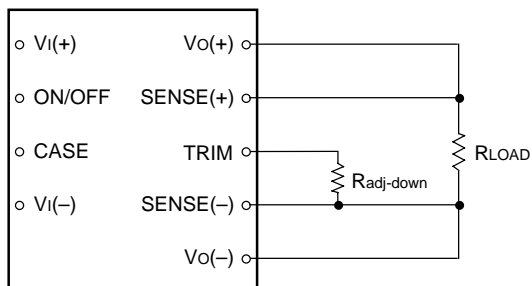 VI(+)
VO(+)
ON/OFF
SENSE(+)
CASE
TRIM
RLOAD
Radj-down
VI(–)
SENSE(–)
VO(–)